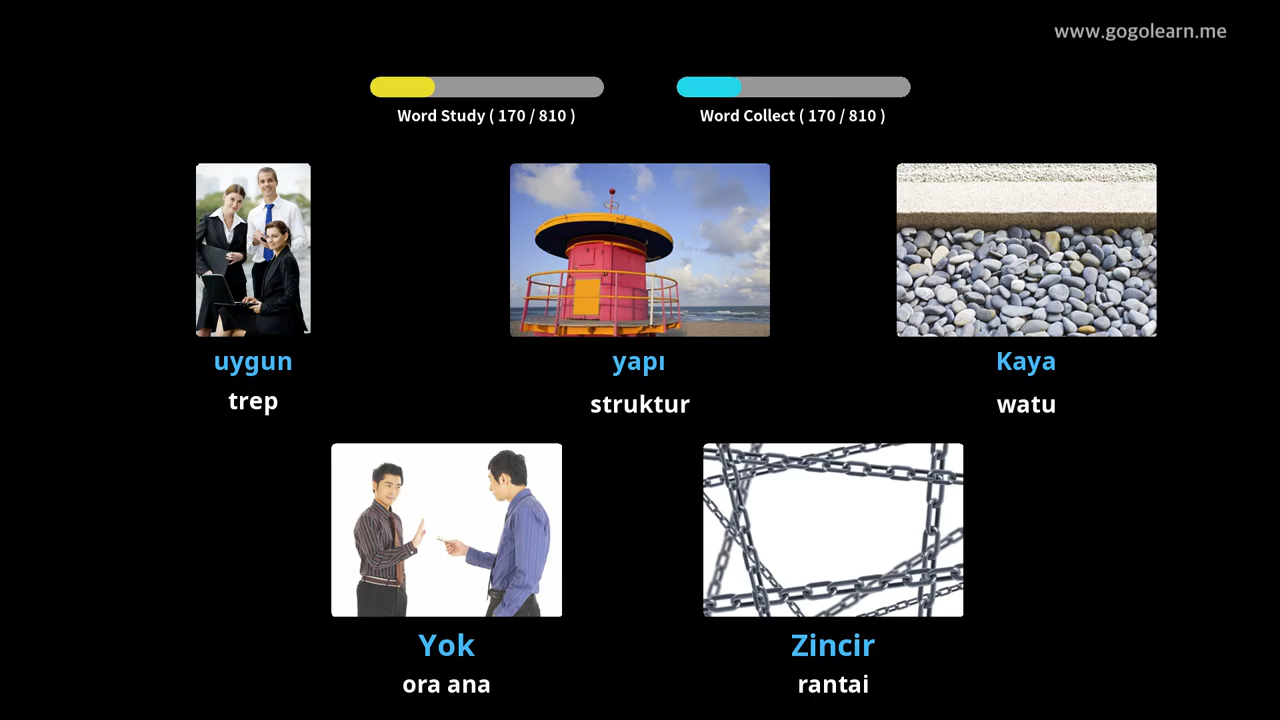 www.gogolearn.me
Word Study ( 170 / 810 )
Word Collect ( 170 / 810 )
uygun
trep
yapı
struktur
Kaya
watu
Yok
ora ana
Zincir
rantai